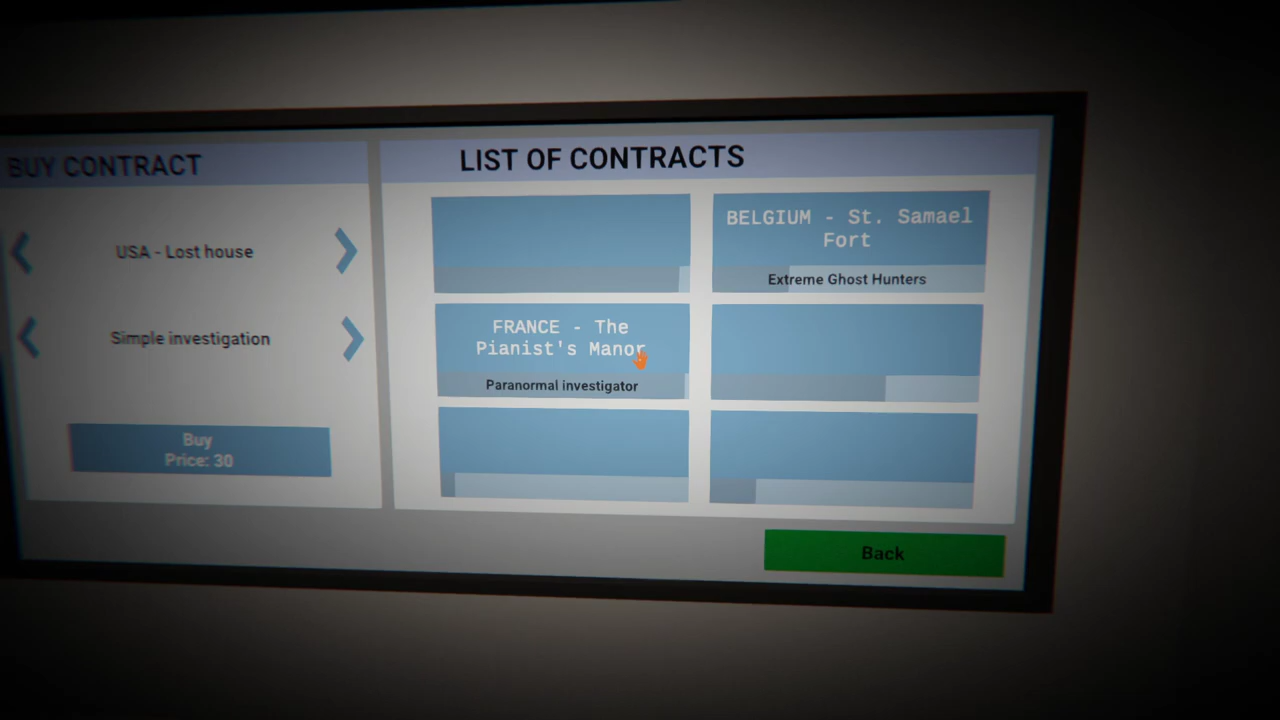 BUY CONTRACT
USA - Lost house
Simple investigation
Buy
Price: 30
LIST OF CONTRACTS
BELGIUM - St. Samael
Fort
Extreme Ghost Hunters
FRANCE - The
Pianist's Manor
Paranormal investigator
Back